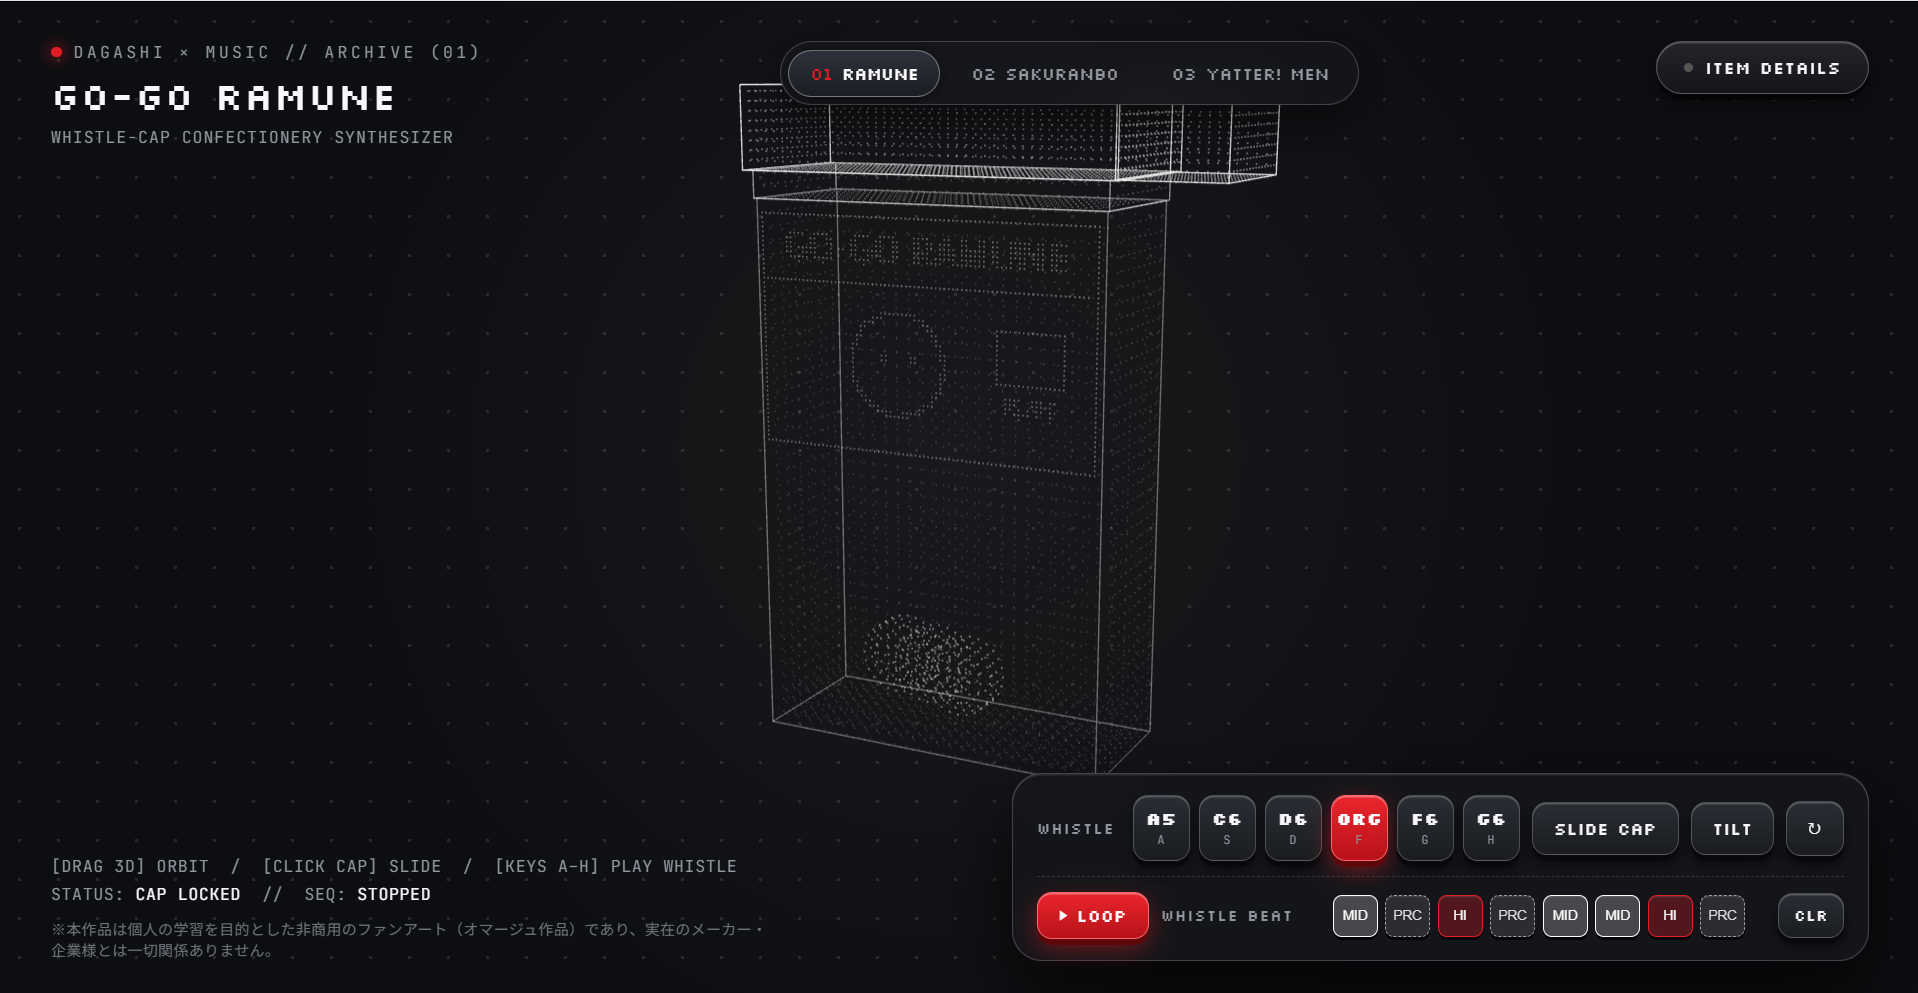 DAGASHI × MUSIC // ARCHIVE (01)
GO-GO RAMUNE
WHISTLE-CAP CONFECTIONERY SYNTHESIZER
01 RAMUNE
02 SAKURANBO
03 YATTER! MEN
ITEM DETAILS
GO-GO RAMUNE
PLAY
[DRAG 3D] ORBIT / [CLICK CAP] SLIDE / [KEYS A-H] PLAY WHISTLE
STATUS: CAP LOCKED // SEQ: STOPPED
※本作品は個人の学習を目的とした非商用のファンアート（オマージュ作品）であり、実在のメーカー・
企業様とは一切関係ありません。
WHISTLE
A5 C6 D6 ORG F6 G6
A S D F G H
SLIDE CAP
TILT
↻
▶ LOOP
WHISTLE BEAT
MID PRC HI PRC MID MID HI PRC
CLR